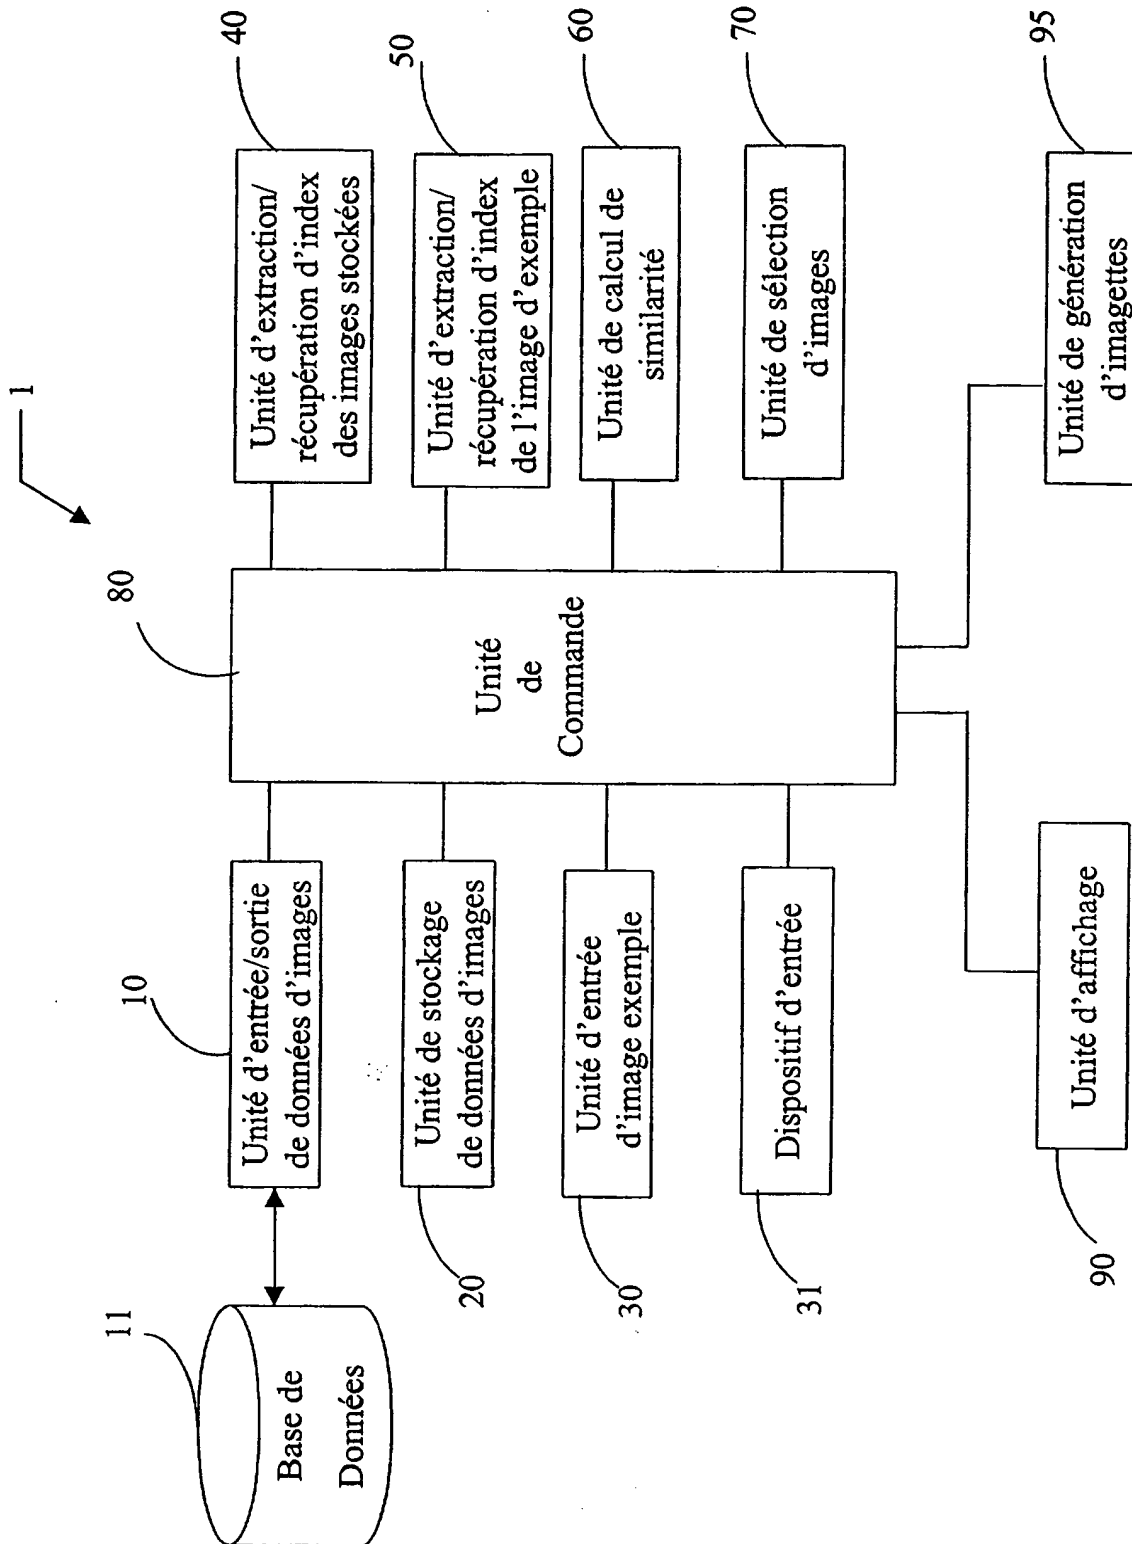 1
80
11
Base de
Données
10
Unité d'entrée/sortie
de données d'images
20
Unité de stockage
de données d'images
30
Unité d'entrée
d'image exemple
31
Dispositif d'entrée
Unité
de
Commande
40
Unité d'extraction/
récupération d'index
des images stockées
50
Unité d'extraction/
récupération d'index
de l'image d'exemple
60
Unité de calcul de
similarité
70
Unité de sélection
d'images
90
Unité d'affichage
95
Unité de génération
d'imagettes